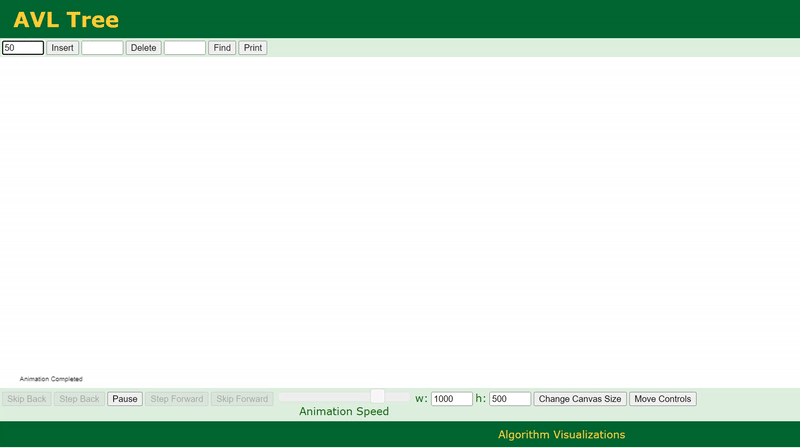 AVL Tree
50 Insert Delete Find Print
Animation Completed
Skip Back Step Back Pause Step Forward Skip Forward w: 1000 h: 500 Change Canvas Size Move Controls
Animation Speed
Algorithm Visualizations